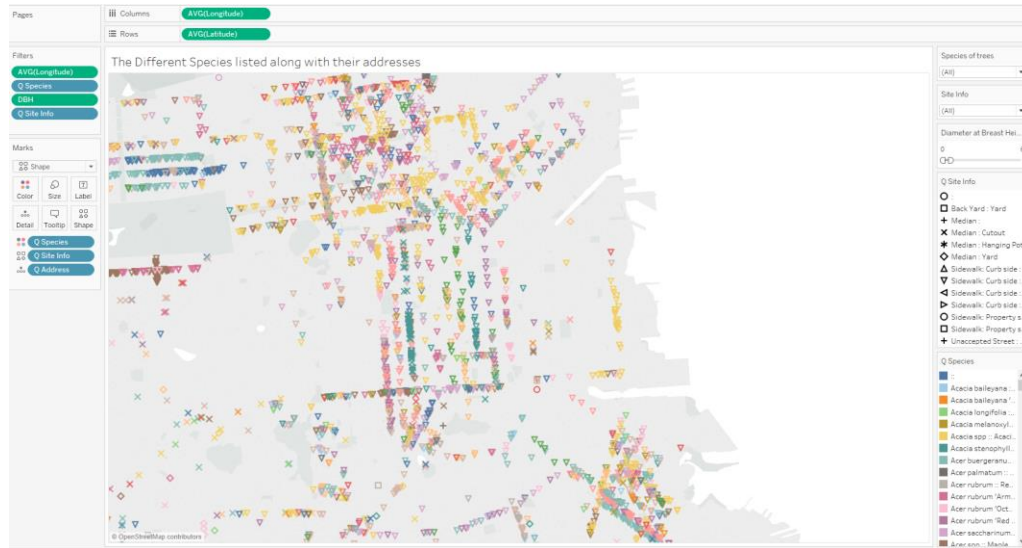 Pages
Columns
AVG(Longitude)
Rows
AVG(Latitude)
Filters
AVG(Longitude)
Q Species
DBH
Q Site Info
Marks
Shape
Color
Size
Label
Detail
Tooltip
Shape
Q Species
Q Site Info
Q Address
The Different Species listed along with their addresses
© OpenStreetMap contributors
Species of trees
(All)
Site Info
(All)
Diameter at Breast Hei..
0
Q Site Info
:
Back Yard : Yard
Median :
Median : Cutout
Median : Hanging Pot
Median : Yard
Sidewalk: Curb side :
Sidewalk: Curb side :
Sidewalk: Curb side :
Sidewalk: Curb side :
Sidewalk: Property s
Sidewalk: Property s
Unaccepted Street : ..
Q Species
::
Acacia baileyana :..
Acacia baileyana '..
Acacia longifolia :..
Acacia melanoxyl..
Acacia spp :: Acaci..
Acacia stenophyll..
Acer buergeranu..
Acer palmatum :: ..
Acer rubrum :: Re..
Acer rubrum 'Arm..
Acer rubrum 'Oct..
Acer rubrum 'Red ..
Acer saccharinum..
Acer spp :: Maple